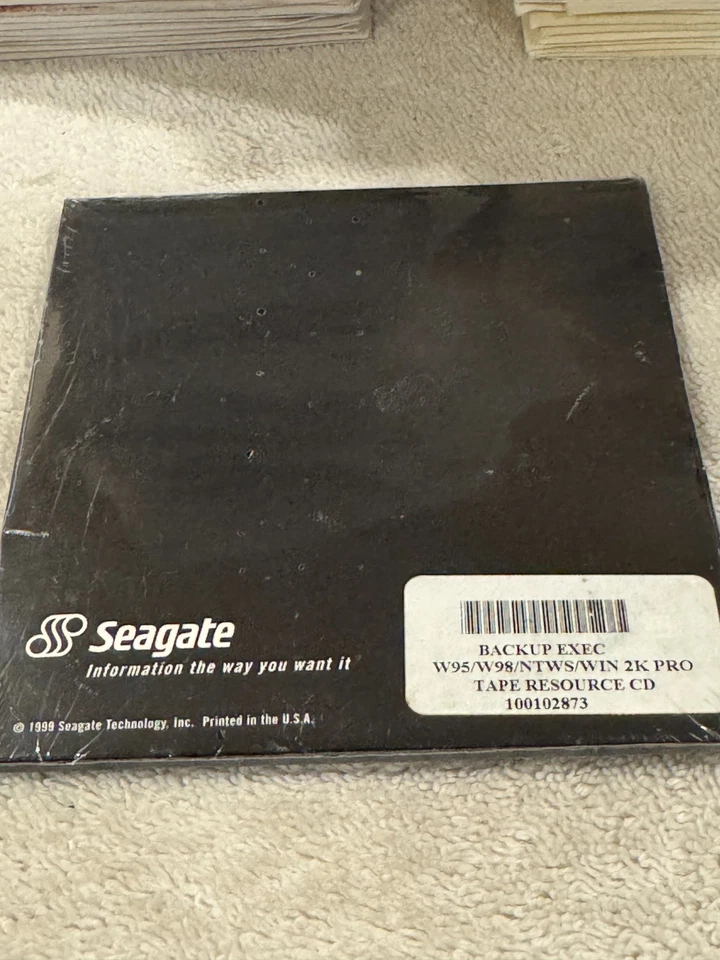 Seagate
Information the way you want it
© 1999 Seagate Technology, Inc. Printed in the U.S.A.
BACKUP EXEC
W95/W98/NTWS/WIN 2K PRO
TAPE RESOURCE CD
100102873